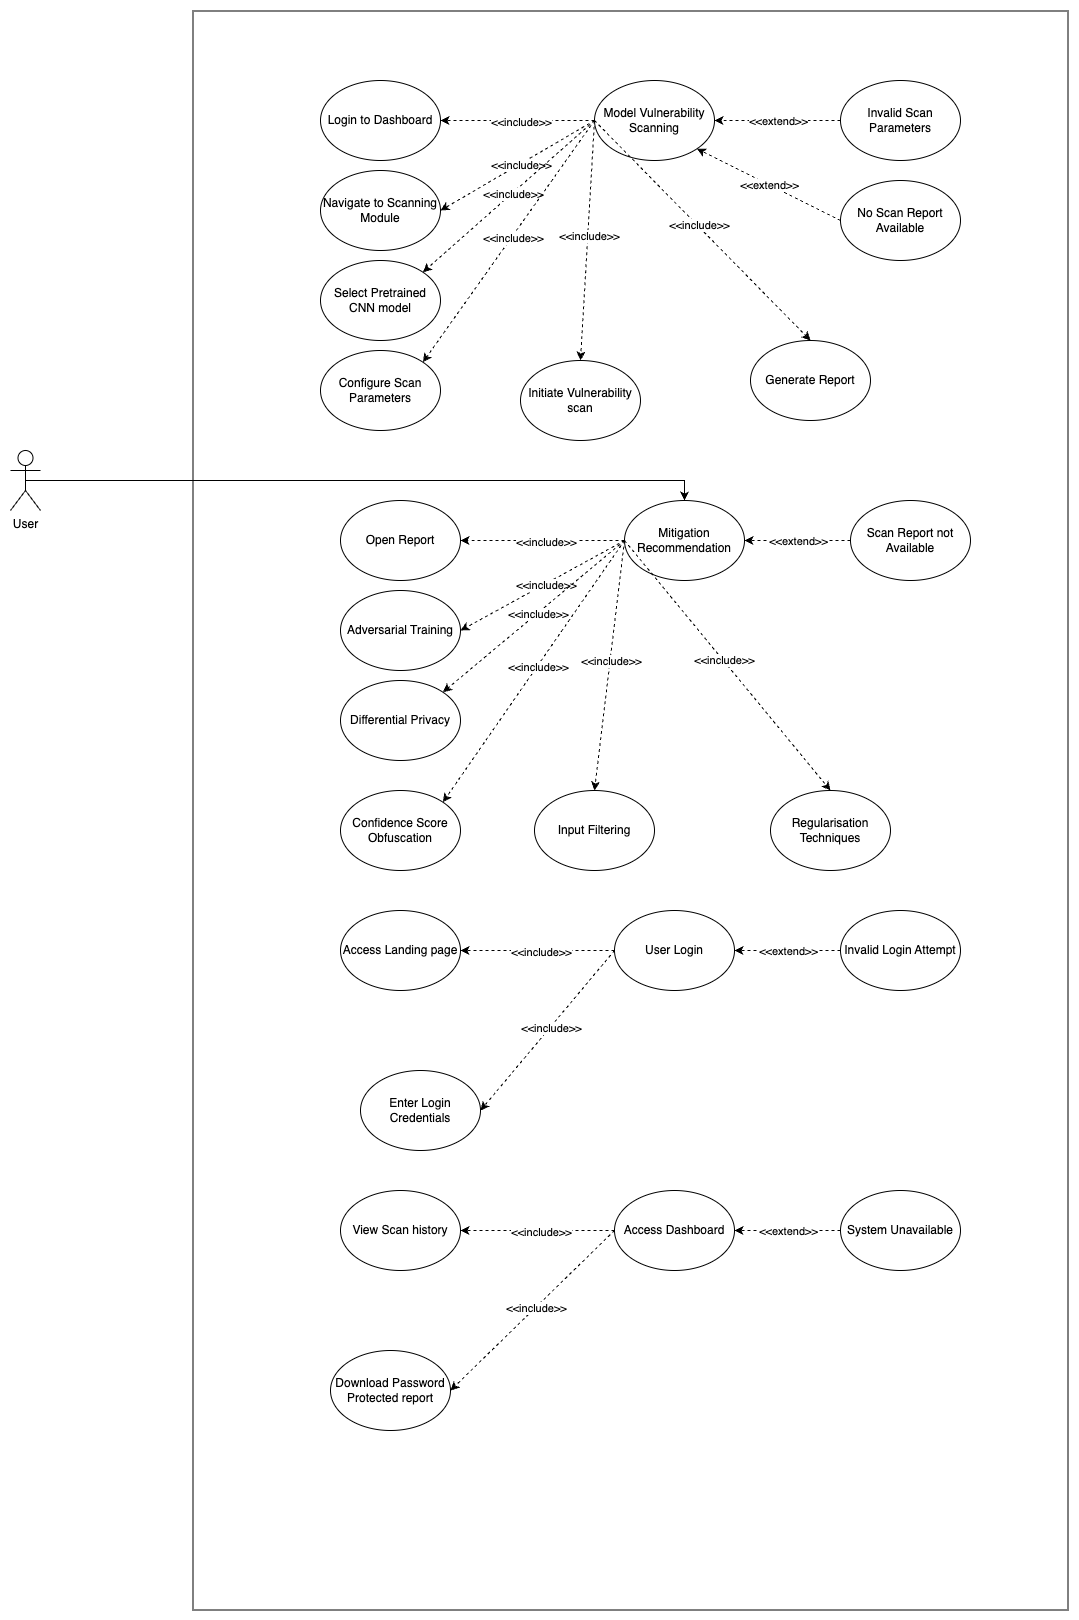 Login to Dashboard
<<include>>
Model Vulnerability
Scanning
<<extend>>
Invalid Scan
Parameters
<<include>>
<<extend>>
Navigate to Scanning
Module
<<include>>
No Scan Report
Available
<<include>>
<<include>>
<<include>>
Select Pretrained
CNN model
Configure Scan
Parameters
Initiate Vulnerability
scan
Generate Report
User
Open Report
<<include>>
Mitigation
Recommendation
<<extend>>
Scan Report not
Available
<<include>>
<<include>>
Adversarial Training
<<include>>
<<include>>
<<include>>
Differential Privacy
Confidence Score
Obfuscation
Input Filtering
Regularisation
Techniques
Access Landing page
<<include>>
User Login
<<extend>>
Invalid Login Attempt
<<include>>
Enter Login
Credentials
View Scan history
<<include>>
Access Dashboard
<<extend>>
System Unavailable
<<include>>
Download Password
Protected report